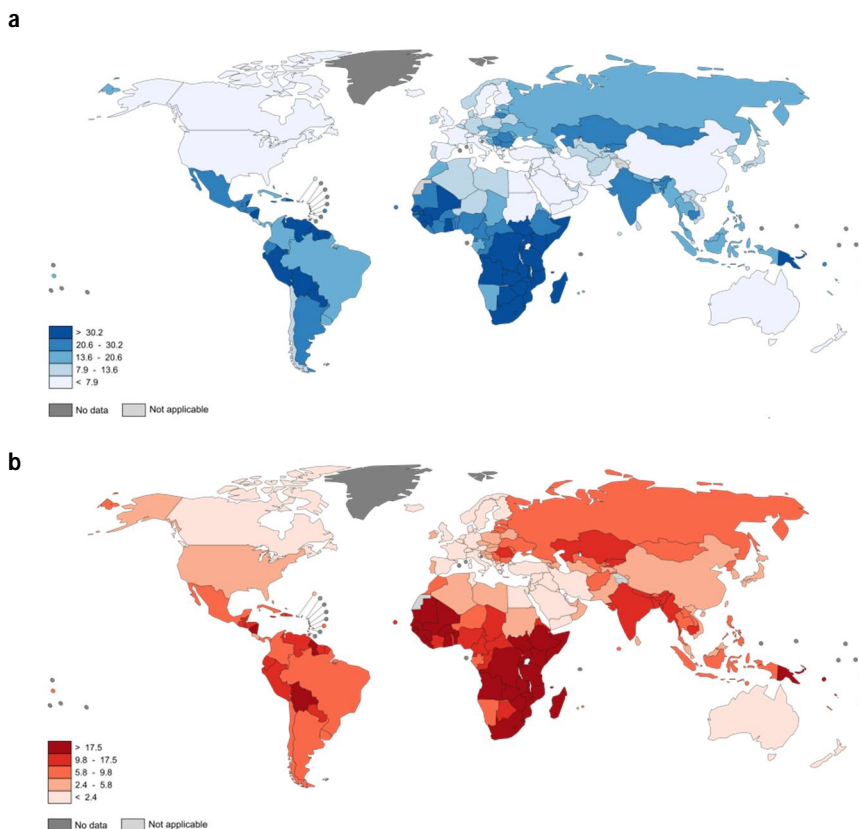 a
> 30.2
20.6 - 30.2
13.6 - 20.6
7.9 - 13.6
< 7.9
No data
Not applicable
b
> 17.5
9.8 - 17.5
5.8 - 9.8
2.4 - 5.8
< 2.4
No data
Not applicable